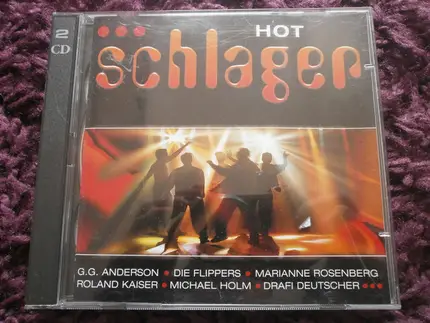 2
CD
HOT
schlager
G.G. ANDERSON • DIE FLIPPERS • MARIANNE ROSENBERG
ROLAND KAISER • MICHAEL HOLM • DRAFI DEUTSCHER •••